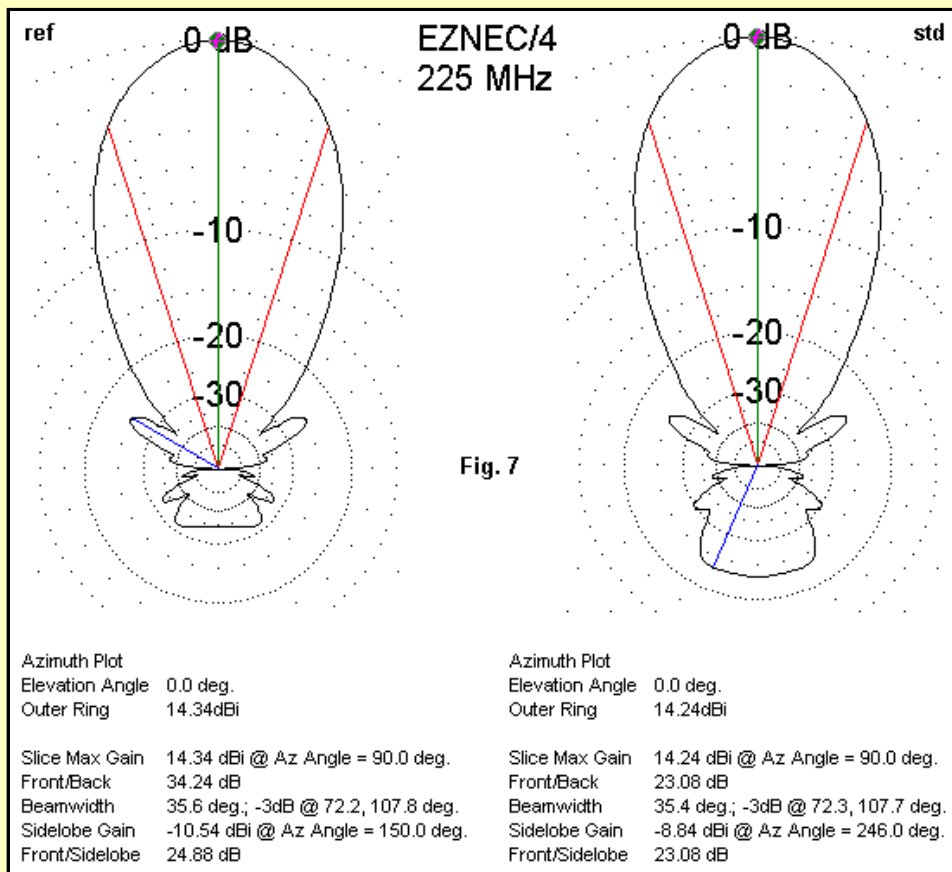 ref
EZNEC/4
225 MHz
std
0 dB
-10
-20
-30
0 dB
-10
-20
-30
Fig. 7
Azimuth Plot
Elevation Angle 0.0 deg.
Outer Ring 14.34dBi
Slice Max Gain 14.34 dBi @ Az Angle = 90.0 deg.
Front/Back 34.24 dB
Beamwidth 35.6 deg.; -3dB @ 72.2, 107.8 deg.
Sidelobe Gain -10.54 dBi @ Az Angle = 150.0 deg.
Front/Sidelobe 24.88 dB
Azimuth Plot
Elevation Angle 0.0 deg.
Outer Ring 14.24dBi
Slice Max Gain 14.24 dBi @ Az Angle = 90.0 deg.
Front/Back 23.08 dB
Beamwidth 35.4 deg.; -3dB @ 72.3, 107.7 deg.
Sidelobe Gain -8.84 dBi @ Az Angle = 246.0 deg.
Front/Sidelobe 23.08 dB